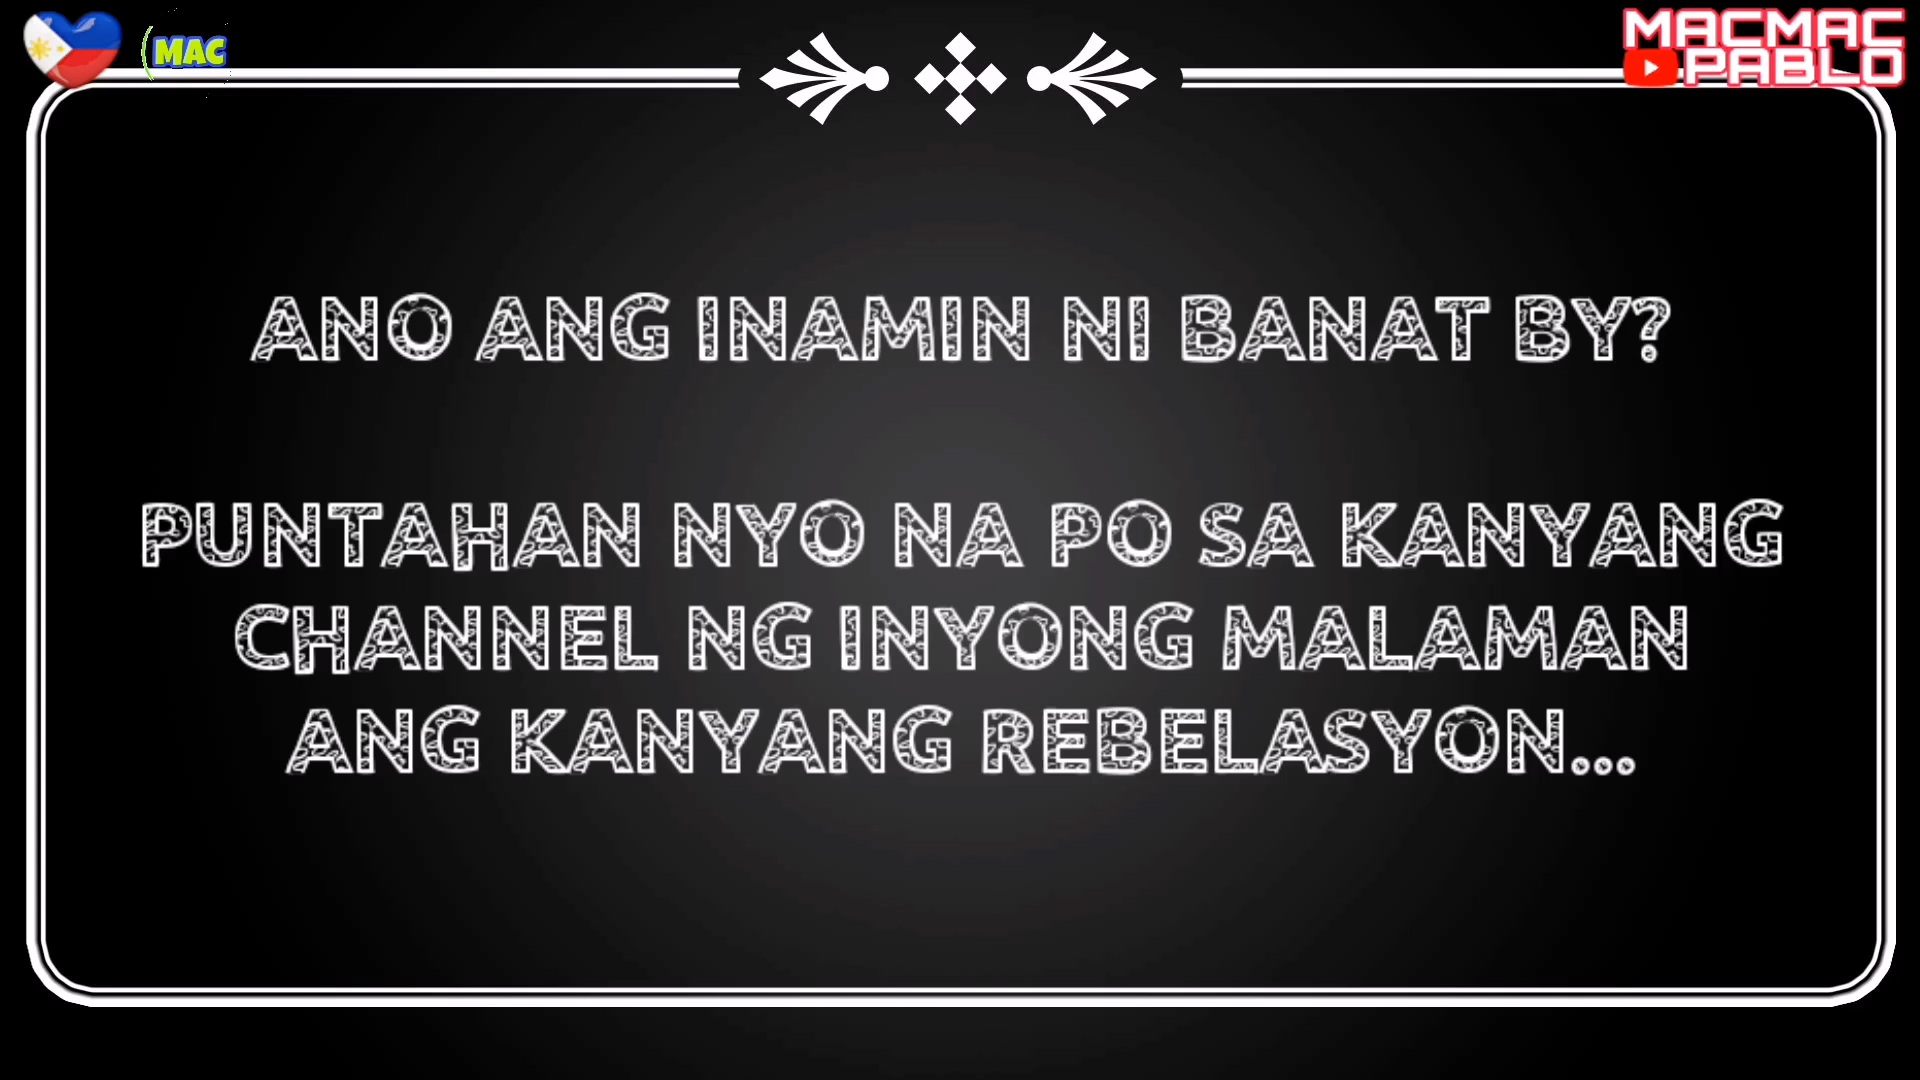 MAC
MACMAC
PABLO
ANO ANG INAMIN NI BANAT BY?
PUNTAHAN NYO NA PO SA KANYANG
CHANNEL NG INYONG MALAMAN
ANG KANYANG REBELASYON...